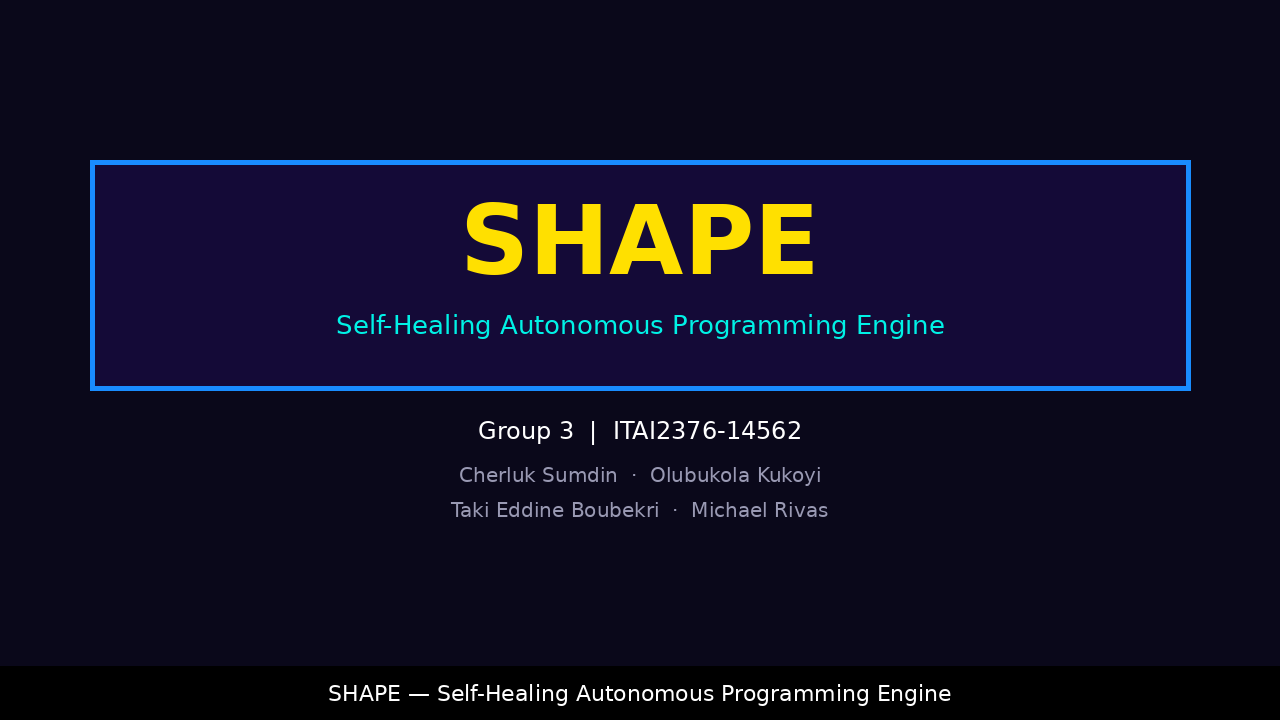 SHAPE
Self-Healing Autonomous Programming Engine
Group 3 | ITAI2376-14562
Cherluk Sumdin · Olubukola Kukoyi
Taki Eddine Boubekri · Michael Rivas
SHAPE — Self-Healing Autonomous Programming Engine